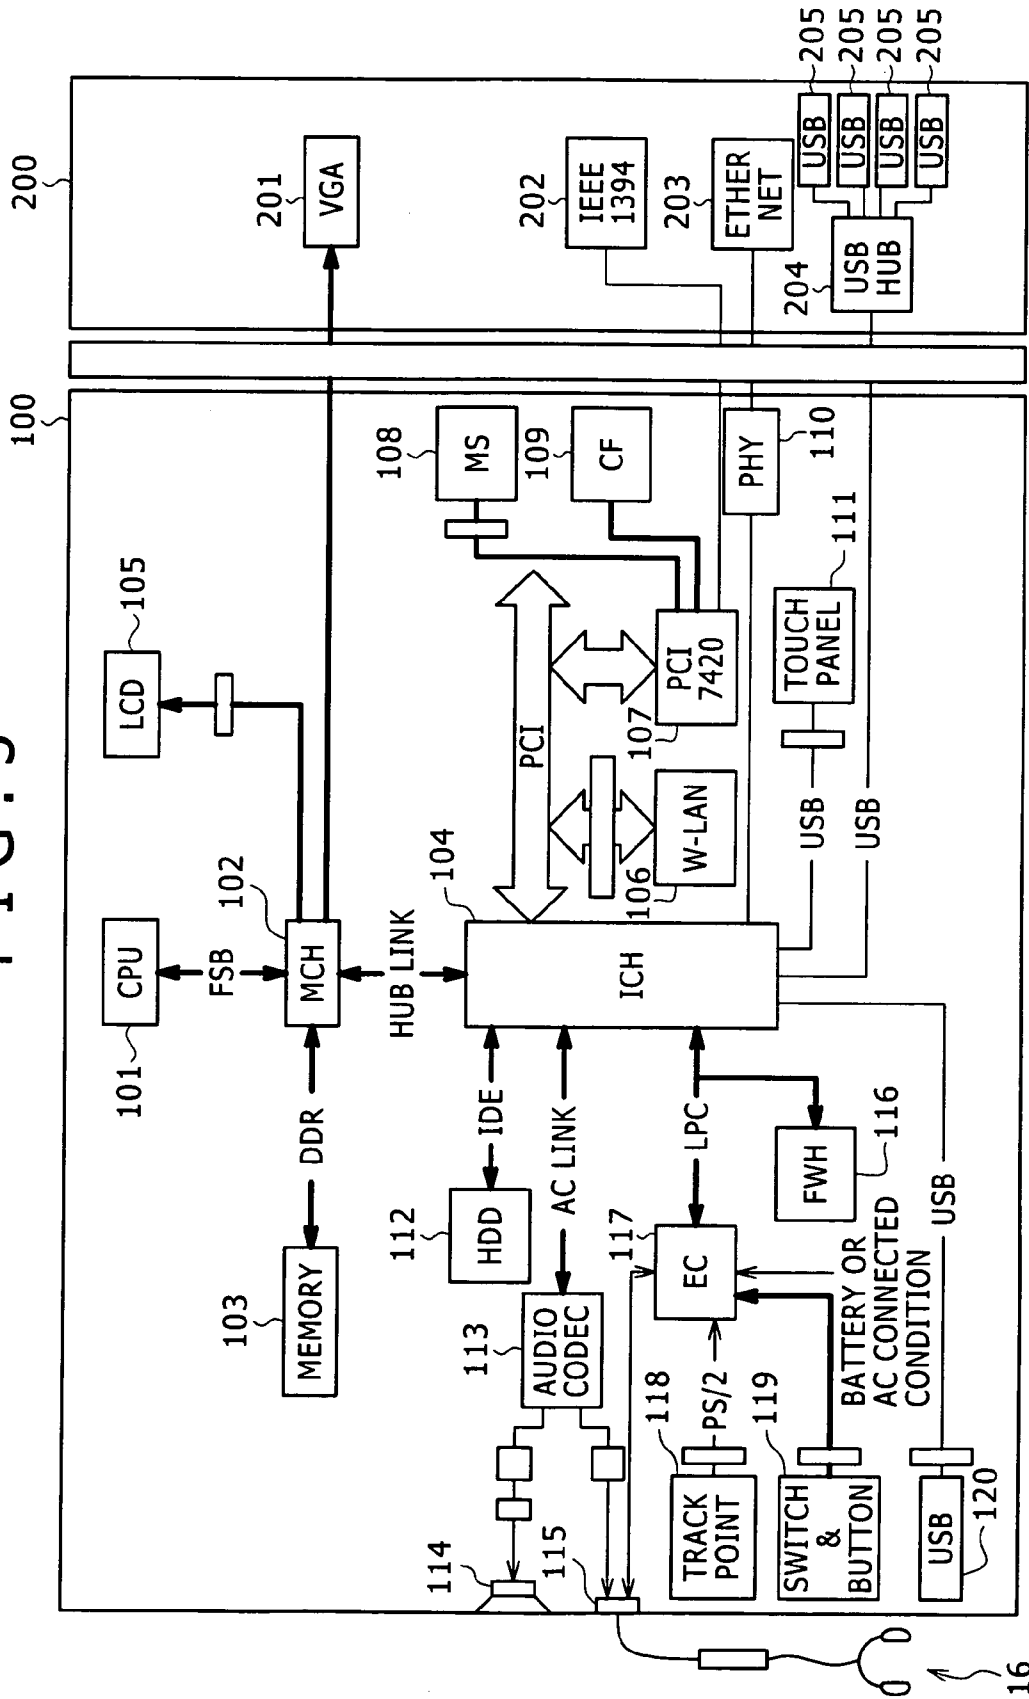 100
200
CPU
101
FSB
MCH
102
DDR
MEMORY
103
LCD
105
VGA
201
HUB LINK
ICH
104
PCI
W-LAN
106
PCI
7420
107
MS
108
CF
109
IEEE
1394
202
PHY
110
ETHER
NET
203
TOUCH
PANEL
111
USB
USB
USB
HUB
204
USB
205
USB
205
USB
205
USB
205
IDE
HDD
112
AC LINK
AUDIO
CODEC
113
114
115
LPC
FWH
116
EC
117
PS/2
TRACK
POINT
118
SWITCH
&
BUTTON
119
BATTERY OR
AC CONNECTED
CONDITION
USB
USB
120
16